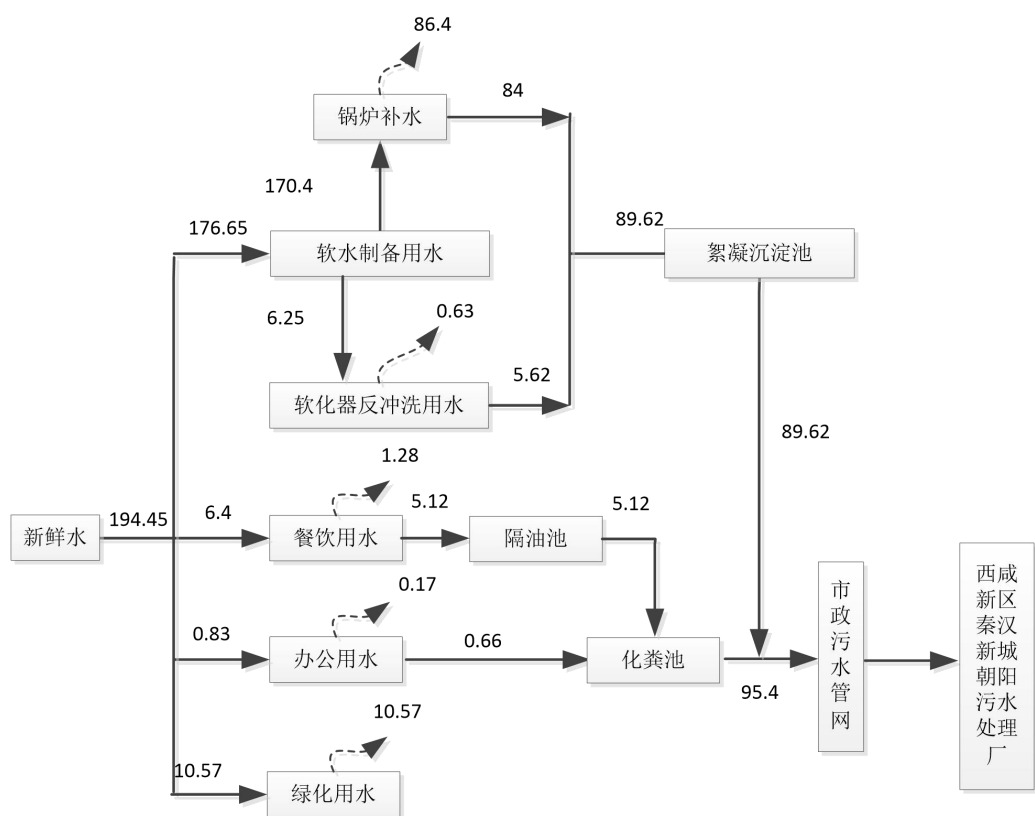 86.4
锅炉补水
84
170.4
176.65
软水制备用水
89.62
絮凝沉淀池
6.25
0.63
软化器反冲洗用水
5.62
89.62
1.28
新鲜水
194.45
6.4
餐饮用水
5.12
隔油池
5.12
0.17
0.83
办公用水
0.66
化粪池
95.4
市政污水管网
西咸
新区
秦汉
新城
朝阳
污水
处理
厂
10.57
10.57
绿化用水